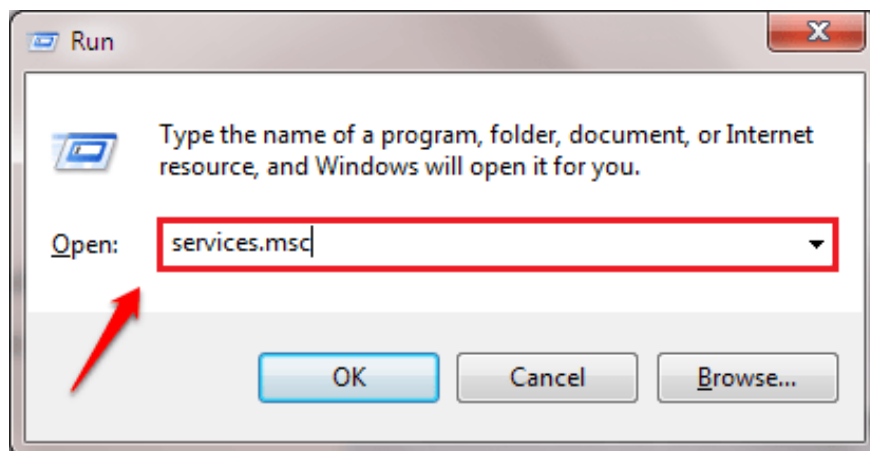 Run
Type the name of a program, folder, document, or Internet
resource, and Windows will open it for you.
Open: services.msc
OK Cancel Browse...